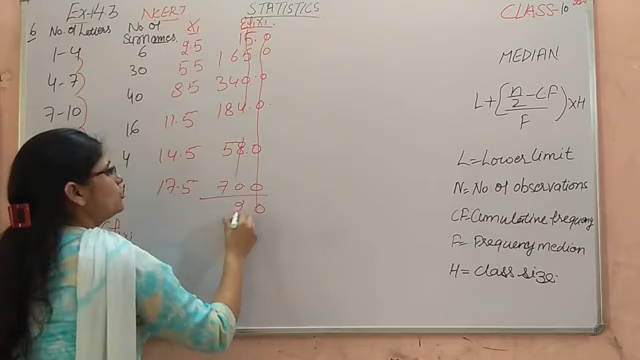 Ex-14.3 NCERT STATISTICS CLASS-10
6 No. of Letters No. of Surnames Xi Σfixi
1-4 6 2.5 15.0
4-7 30 5.5 165.0
7-10 40 8.5 340.0
16 11.5 184.0
4 14.5 58.0
17.5 70.0
9 0
MEDIAN
L+(n/2-CF/F)×H
L=Lower limit
N=No. of observations
CF=Cumulative frequency
F=Frequency median
H=Class size